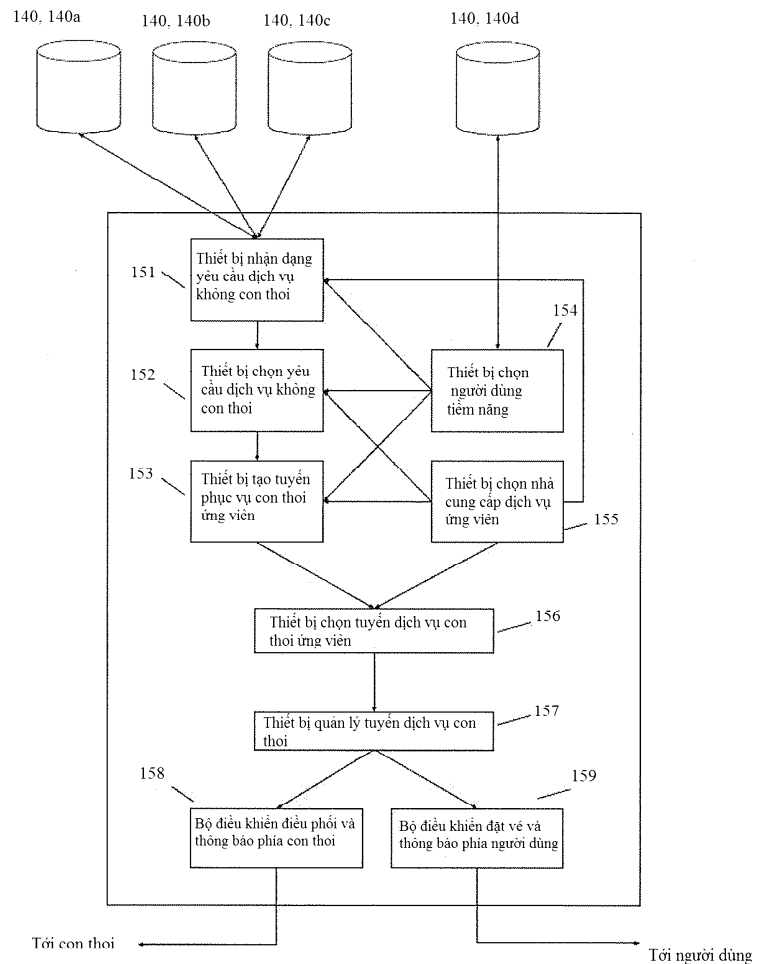 140, 140a
140, 140b
140, 140c
140, 140d
151
Thiết bị nhận dạng
yêu cầu dịch vụ
không con thoi
154
152
Thiết bị chọn yêu
cầu dịch vụ không
con thoi
Thiết bị chọn
người dùng
tiềm năng
153
Thiết bị tạo tuyến
phục vụ con thoi
ứng viên
Thiết bị chọn nhà
cung cấp dịch vụ
ứng viên
155
Thiết bị chọn tuyến dịch vụ con
thoi ứng viên
156
Thiết bị quản lý tuyến dịch vụ con
thoi
157
158
159
Bộ điều khiển điều phối và
thông báo phía con thoi
Bộ điều khiển đặt vé và
thông báo phía người dùng
Tới con thoi
Tới người dùng